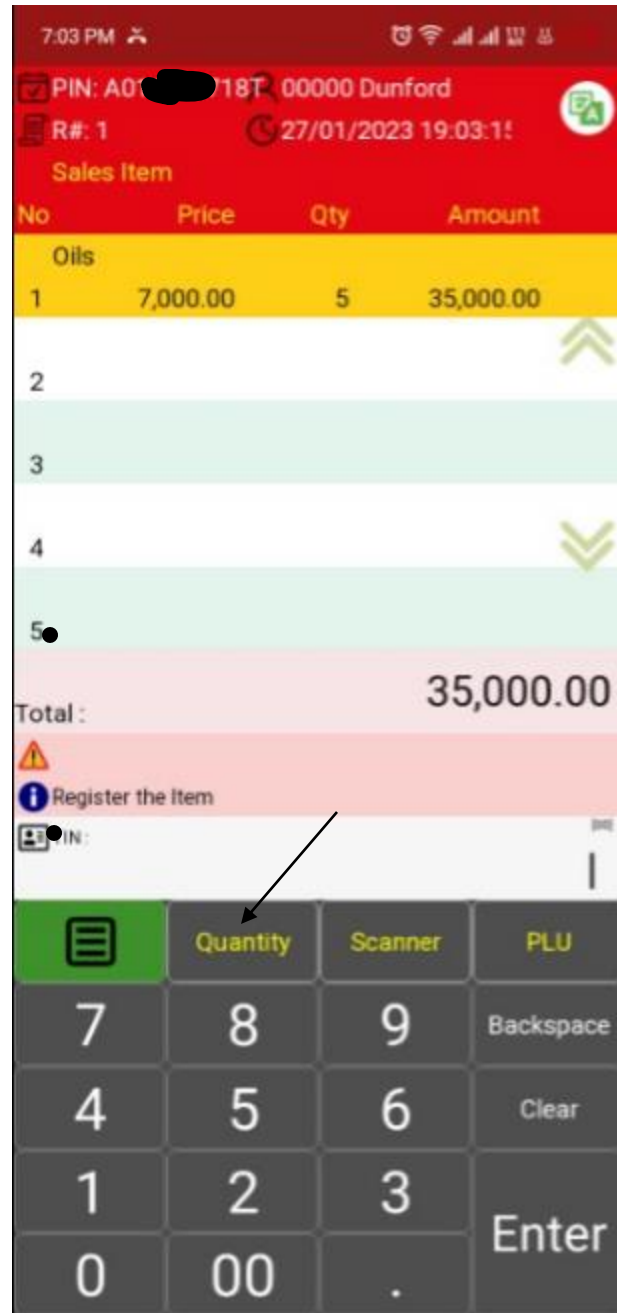 7:03 PM
PIN: A0 718T 00000 Dunford
R#: 1 27/01/2023 19:03:1
Sales Item
No Price Qty Amount
Oils
1 7,000.00 5 35,000.00
2
3
4
5
35,000.00
Total :
Register the Item
IN :
Quantity Scanner PLU
7 8 9 Backspace
4 5 6 Clear
1 2 3
Enter
0 00 .